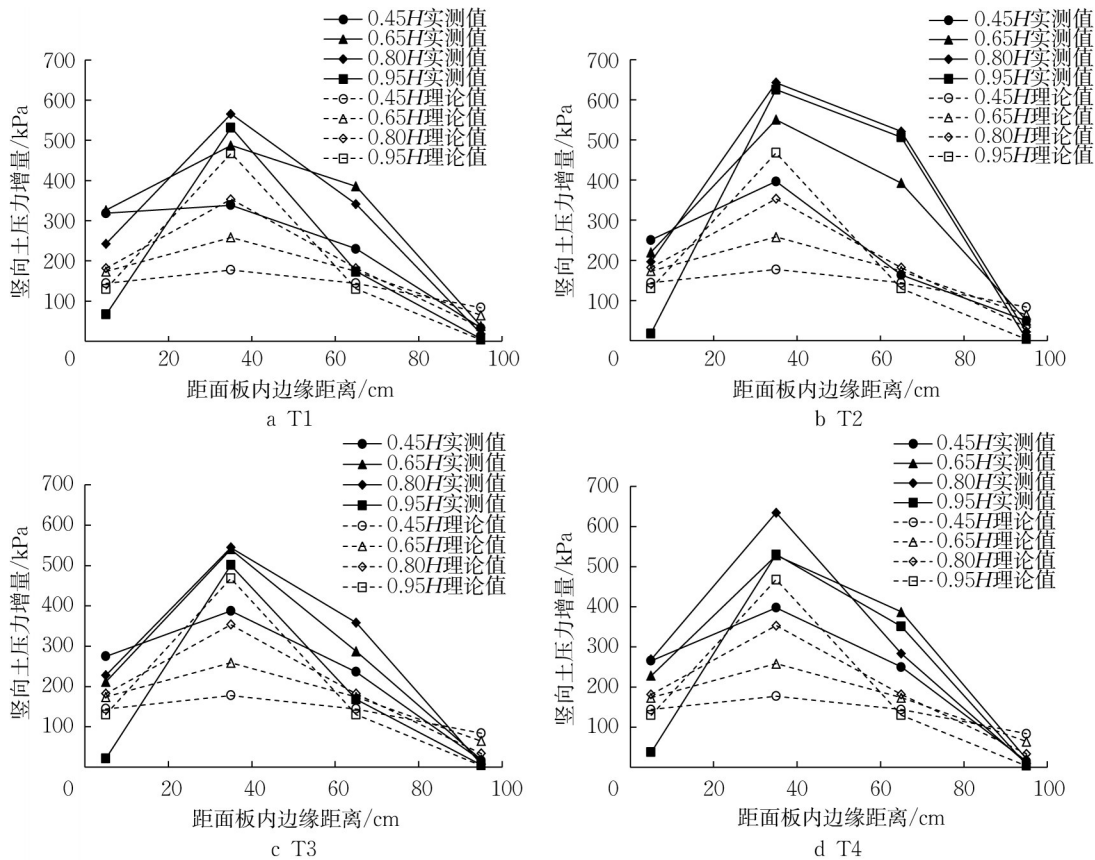 0.45H实测值
0.65H实测值
0.80H实测值
0.95H实测值
0.45H理论值
0.65H理论值
0.80H理论值
0.95H理论值
700
600
500
400
300
200
100
0
20
40
60
80
100
竖向土压力增量/kPa
距面板内边缘距离/cm
a T1
0.45H实测值
0.65H实测值
0.80H实测值
0.95H实测值
0.45H理论值
0.65H理论值
0.80H理论值
0.95H理论值
700
600
500
400
300
200
100
0
20
40
60
80
100
竖向土压力增量/kPa
距面板内边缘距离/cm
b T2
0.45H实测值
0.65H实测值
0.80H实测值
0.95H实测值
0.45H理论值
0.65H理论值
0.80H理论值
0.95H理论值
700
600
500
400
300
200
100
0
20
40
60
80
100
竖向土压力增量/kPa
距面板内边缘距离/cm
c T3
0.45H实测值
0.65H实测值
0.80H实测值
0.95H实测值
0.45H理论值
0.65H理论值
0.80H理论值
0.95H理论值
700
600
500
400
300
200
100
0
20
40
60
80
100
竖向土压力增量/kPa
距面板内边缘距离/cm
d T4